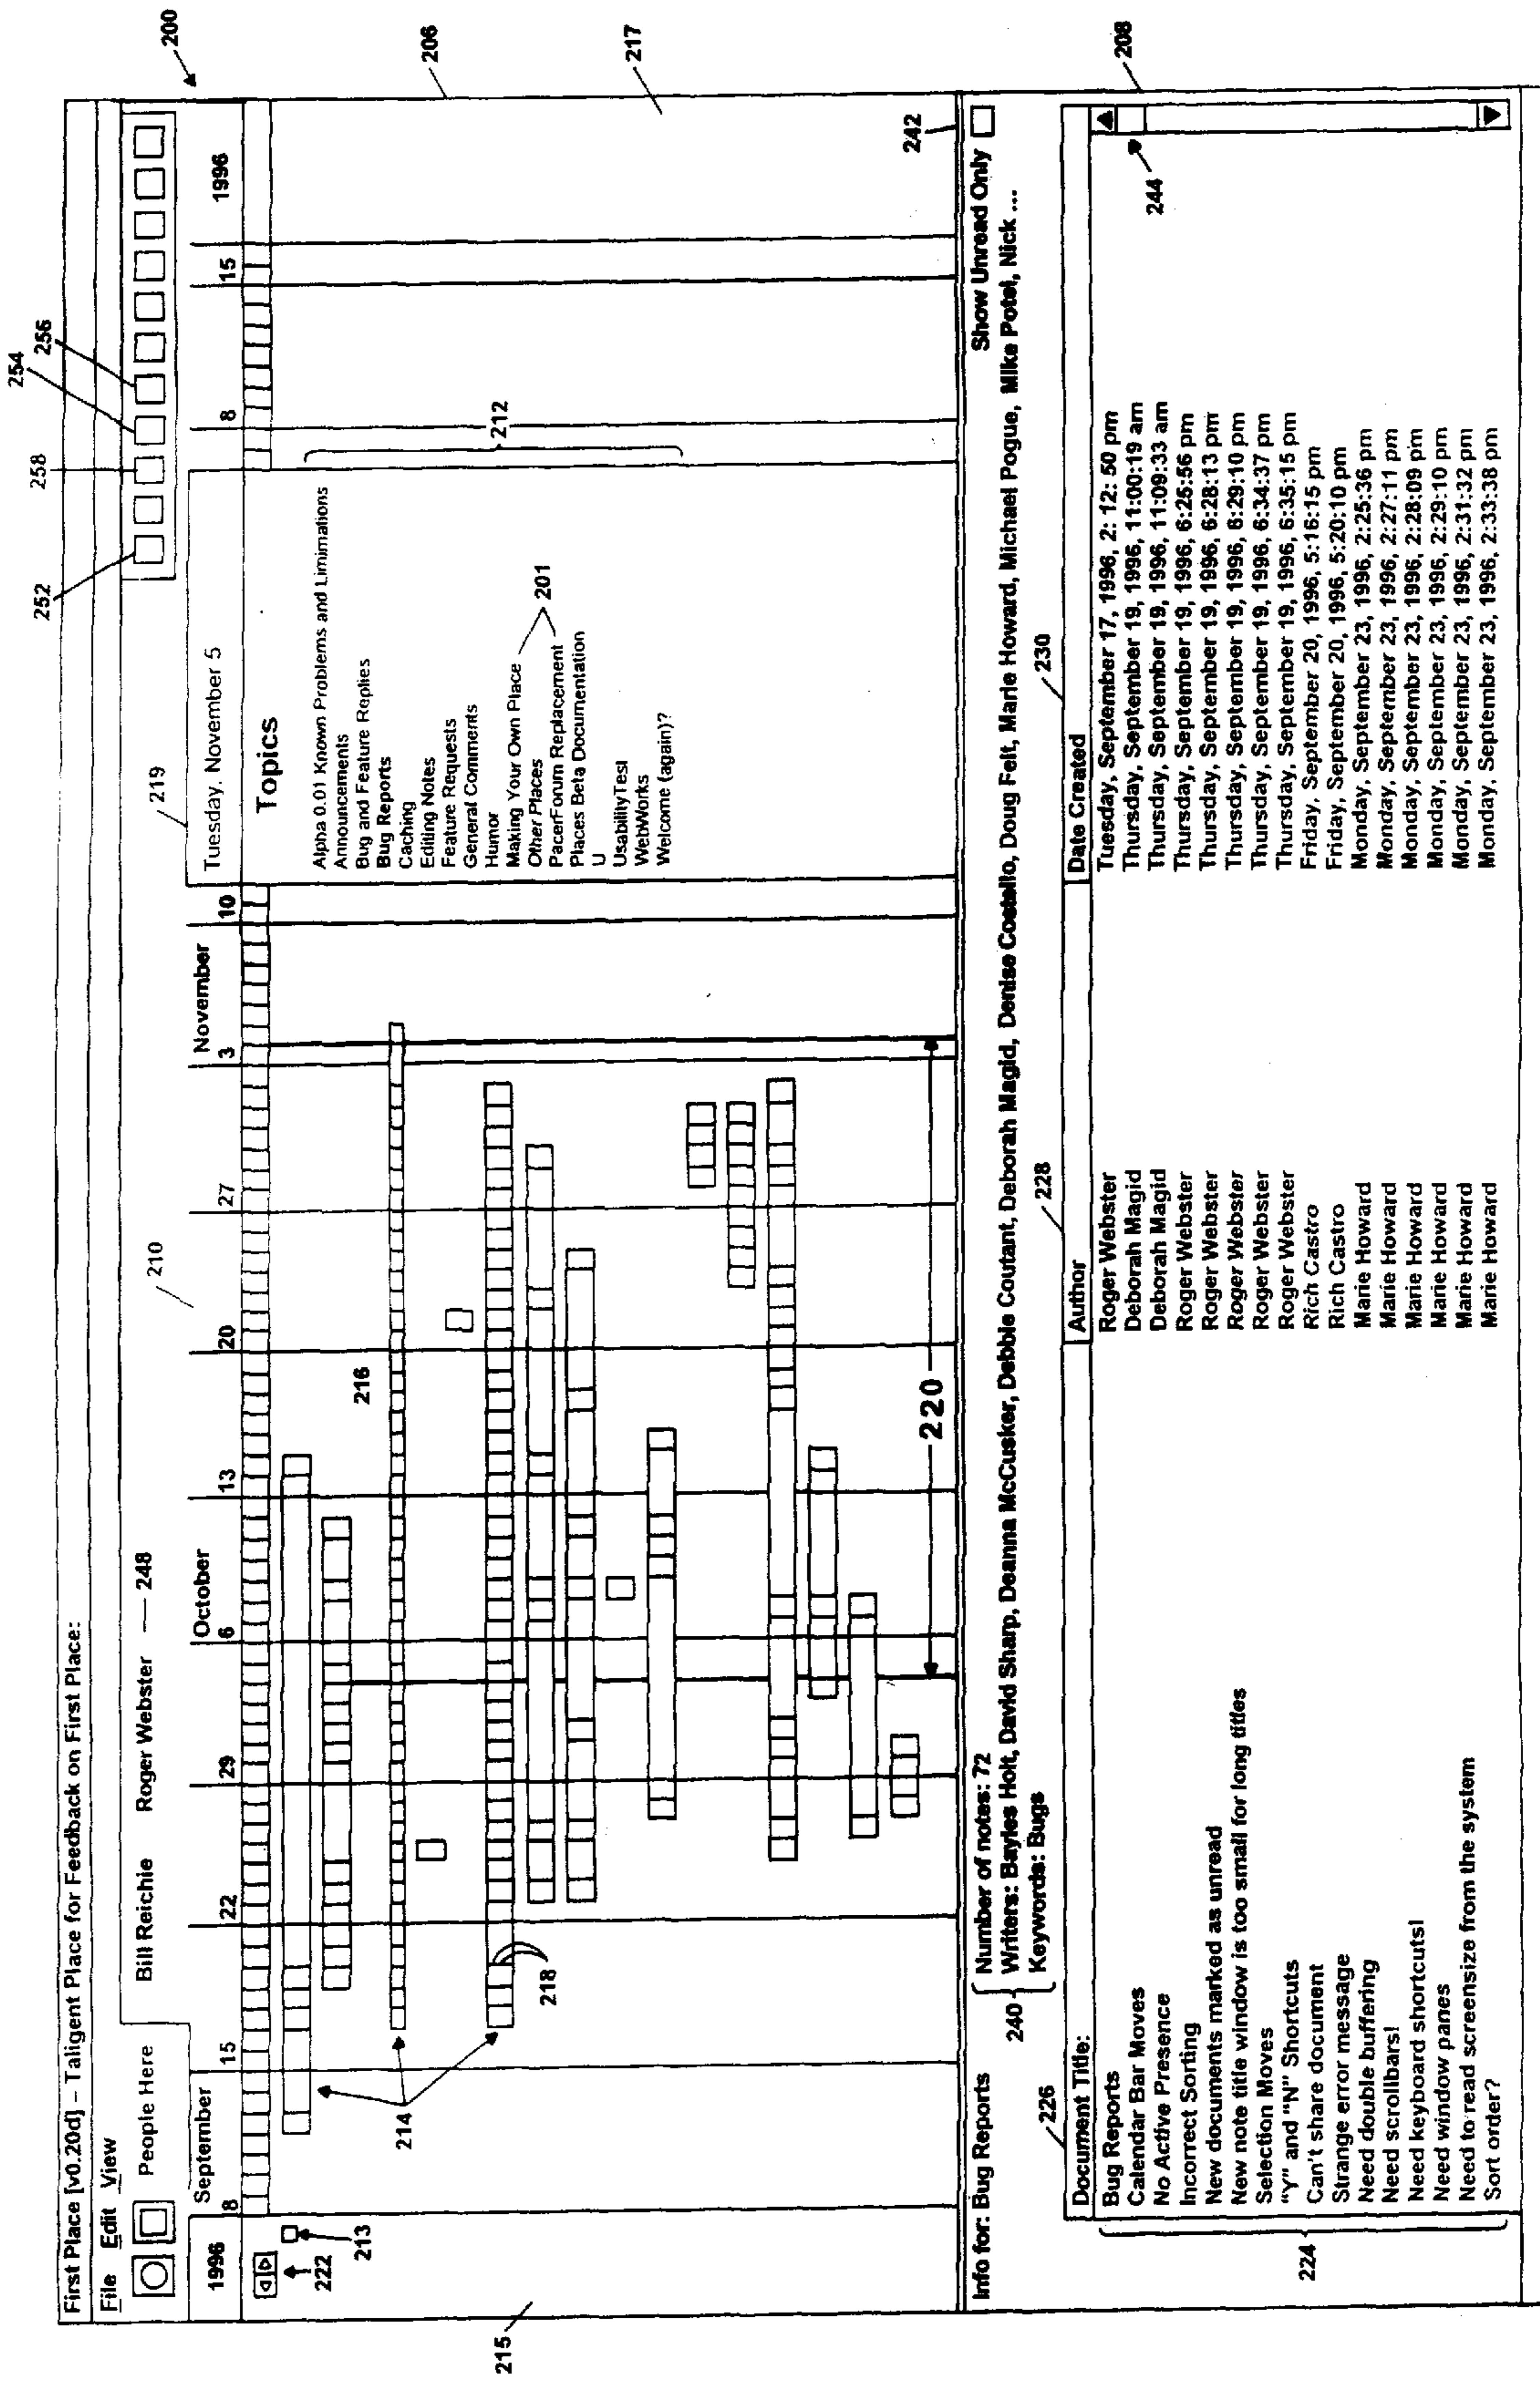 200
First Place [v0.20d] – Taligent Place for Feedback on First Place:
File Edit View
252 258 254 256
People Here Bill Reichie Roger Webster — 248
210 219
1996 September October November Tuesday, November 5 1996
8 15 22 29 6 13 20 27 3 10 8 15
222
213
214
216
218
220
215
Topics
Alpha 0.01 Known Problems and Limimations
Announcements
Bug and Feature Replies
Bug Reports
Caching
Editing Notes
Feature Requests
General Comments
Humor
Making Your Own Place
Other Places
PacerForum Replacement
Places Beta Documentation
U
UsabilityTesl
WebWorks
Welcome (again)?
201
212
206
217
242
Info for: Bug Reports
Number of notes: 72 Show Unread Only
240 Writers: Bayles Holt, David Sharp, Deanna McCusker, Debbie Coutant, Deborah Magid, Denise Costello, Doug Felt, Marie Howard, Michael Pogue, Mike Potel, Nick ...
Keywords: Bugs
226 228 230
Document Title: Author Date Created
Bug Reports Roger Webster Tuesday, September 17, 1996, 2: 12: 50 pm
Calendar Bar Moves Deborah Magid Thursday, September 19, 1996, 11:00:19 am
No Active Presence Deborah Magid Thursday, September 19, 1996, 11:09:33 am
Incorrect Sorting Roger Webster Thursday, September 19, 1996, 6:25:56 pm
New documents marked as unread Roger Webster Thursday, September 19, 1996, 6:28:13 pm
New note title window is too small for long titles Roger Webster Thursday, September 19, 1996, 6:29:10 pm
Selection Moves Roger Webster Thursday, September 19, 1996, 6:34:37 pm
"Y" and "N" Shortcuts Roger Webster Thursday, September 19, 1996, 6:35:15 pm
Can't share document Rich Castro Friday, September 20, 1996, 5:16:15 pm
Strange error message Rich Castro Friday, September 20, 1996, 5:20:10 pm
Need double buffering Marie Howard Monday, September 23, 1996, 2:25:36 pm
Need scrollbars! Marie Howard Monday, September 23, 1996, 2:27:11 pm
Need keyboard shortcuts! Marie Howard Monday, September 23, 1996, 2:28:09 pm
Need window panes Marie Howard Monday, September 23, 1996, 2:29:10 pm
Need to read screensize from the system Marie Howard Monday, September 23, 1996, 2:31:32 pm
Sort order? Marie Howard Monday, September 23, 1996, 2:33:38 pm
224
244
208